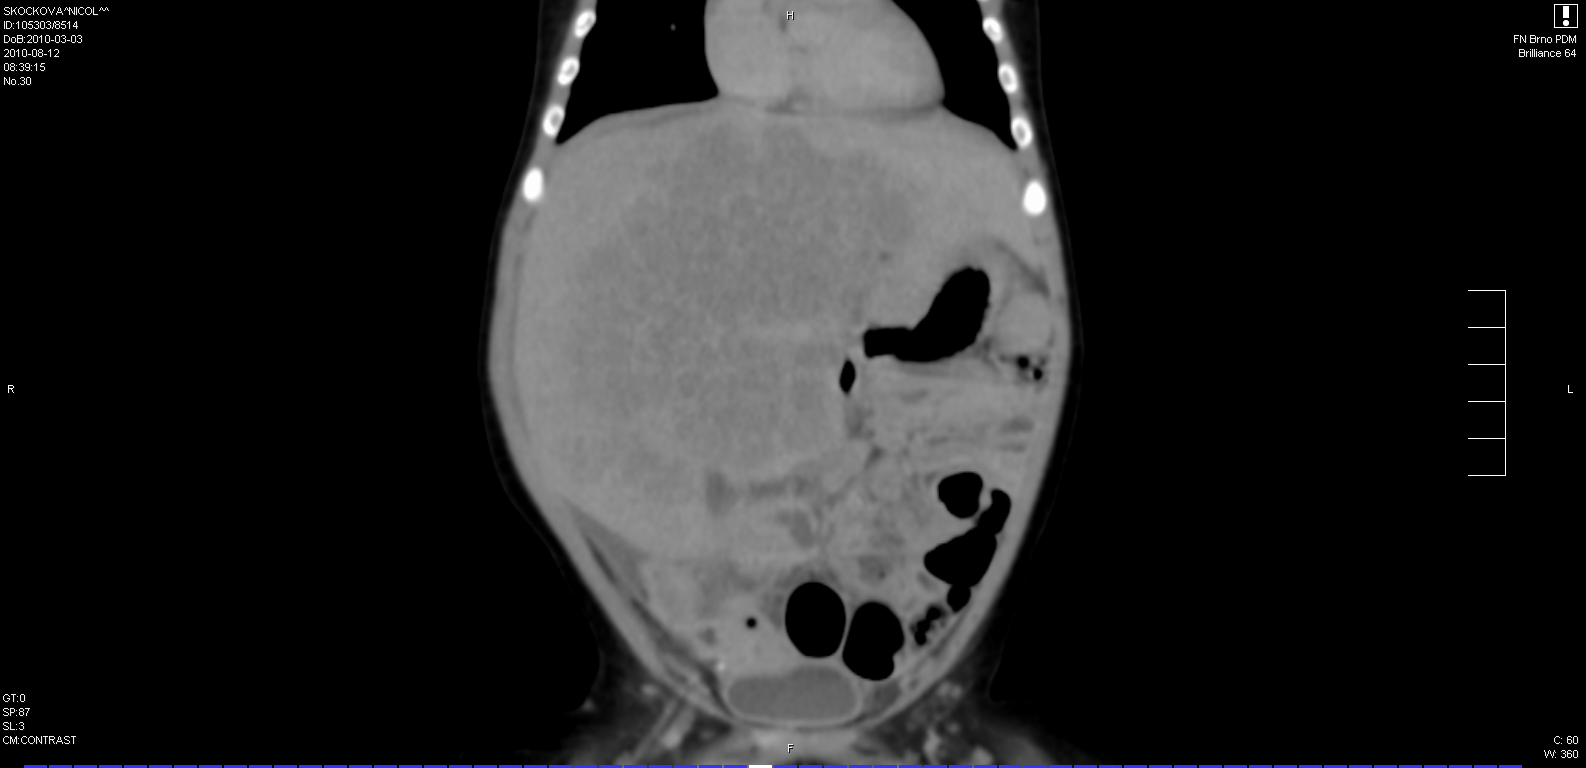 SKOCKOVA^NICOL^^
ID:105303/8514
DoB:2010-03-03
2010-08-12
08:39:15
No.30
H
!
FN Brno PDM
Brilliance 64
R
L
GT:0
SP:87
SL:3
CM:CONTRAST
F
C: 60
W: 360